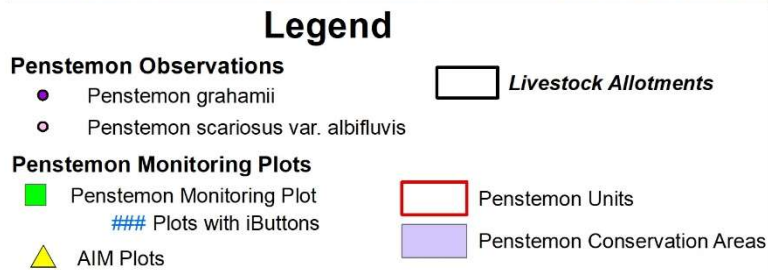 Legend
Penstemon Observations
Penstemon grahamii
Penstemon scariosus var. albifluvis
Livestock Allotments
Penstemon Monitoring Plots
Penstemon Monitoring Plot
### Plots with iButtons
AIM Plots
Penstemon Units
Penstemon Conservation Areas